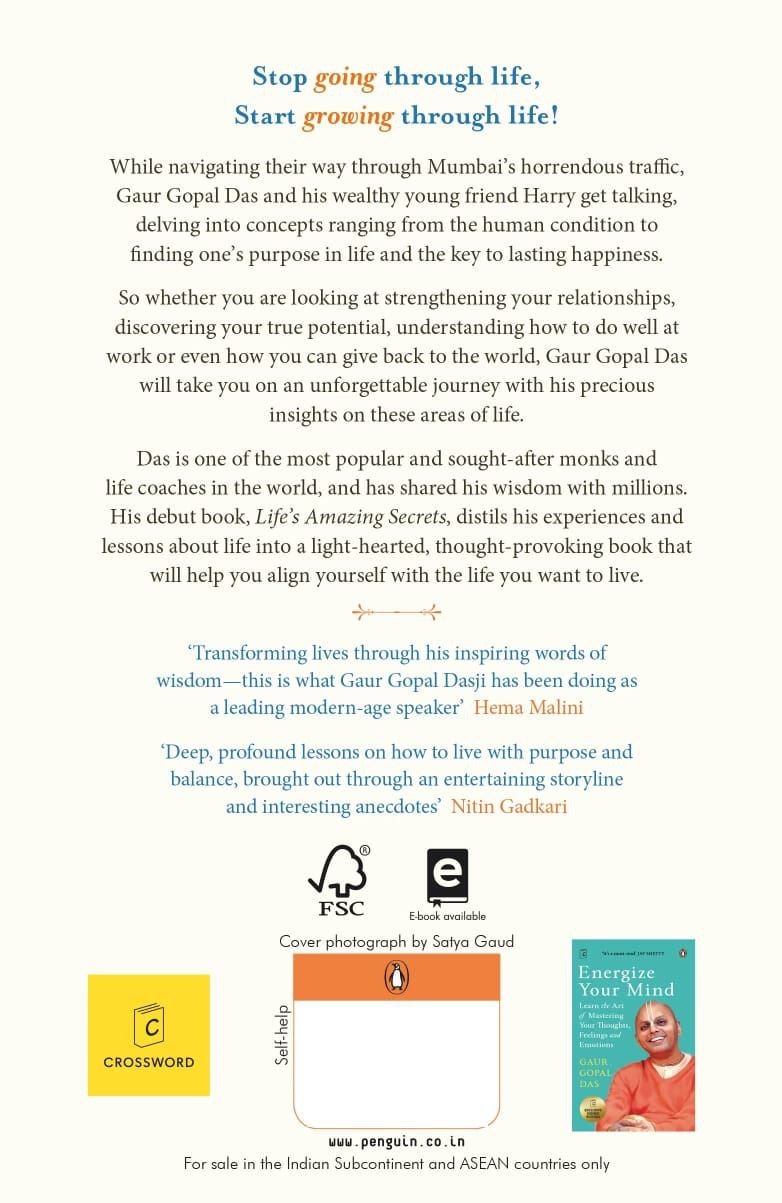 Stop going through life,
Start growing through life!
While navigating their way through Mumbai's horrendous traffic,
Gaur Gopal Das and his wealthy young friend Harry get talking,
delving into concepts ranging from the human condition to
finding one's purpose in life and the key to lasting happiness.
So whether you are looking at strengthening your relationships,
discovering your true potential, understanding how to do well at
work or even how you can give back to the world, Gaur Gopal Das
will take you on an unforgettable journey with his precious
insights on these areas of life.
Das is one of the most popular and sought-after monks and
life coaches in the world, and has shared his wisdom with millions.
His debut book, Life's Amazing Secrets, distils his experiences and
lessons about life into a light-hearted, thought-provoking book that
will help you align yourself with the life you want to live.
‘Transforming lives through his inspiring words of
wisdom—this is what Gaur Gopal Dasji has been doing as
a leading modern-age speaker’ Hema Malini
‘Deep, profound lessons on how to live with purpose and
balance, brought out through an entertaining storyline
and interesting anecdotes’ Nitin Gadkari
®
FSC
e
E-book available
Cover photograph by Satya Gaud
C
CROSSWORD
Self-help
www.penguin.co.in
'It's a must-read' JAY SHETTY
Energize
Your Mind
Learn the Art
of Mastering
Your Thoughts,
Feelings and
Emotions
GAUR
GOPAL
DAS
For sale in the Indian Subcontinent and ASEAN countries only